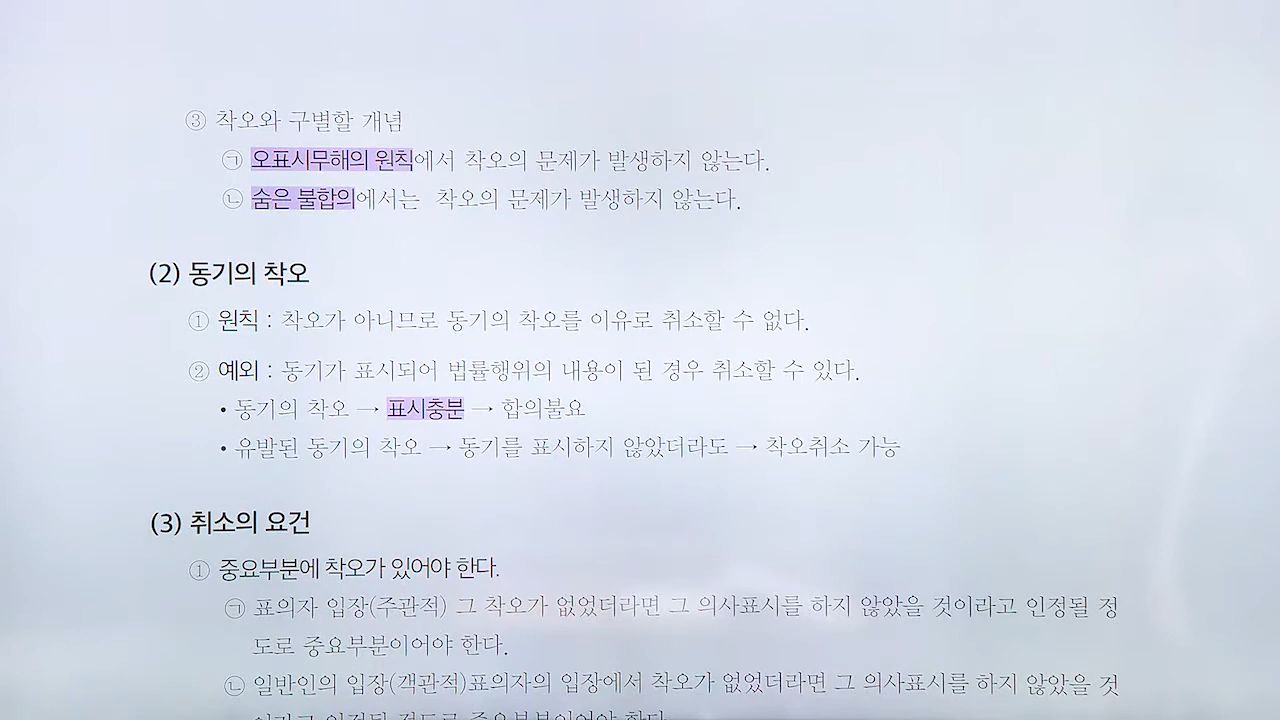 ③ 착오와 구별할 개념
㉠ 오표시무해의 원칙에서 착오의 문제가 발생하지 않는다.
㉡ 숨은 불합의에서는 착오의 문제가 발생하지 않는다.
(2) 동기의 착오
① 원칙 : 착오가 아니므로 동기의 착오를 이유로 취소할 수 없다.
② 예외 : 동기가 표시되어 법률행위의 내용이 된 경우 취소할 수 있다.
• 동기의 착오 → 표시충분 → 합의불요
• 유발된 동기의 착오 → 동기를 표시하지 않았더라도 → 착오취소 가능
(3) 취소의 요건
① 중요부분에 착오가 있어야 한다.
㉠ 표의자 입장(주관적) 그 착오가 없었더라면 그 의사표시를 하지 않았을 것이라고 인정될 정
도로 중요부분이어야 한다.
㉡ 일반인의 입장(객관적)표의자의 입장에서 착오가 없었더라면 그 의사표시를 하지 않았을 것